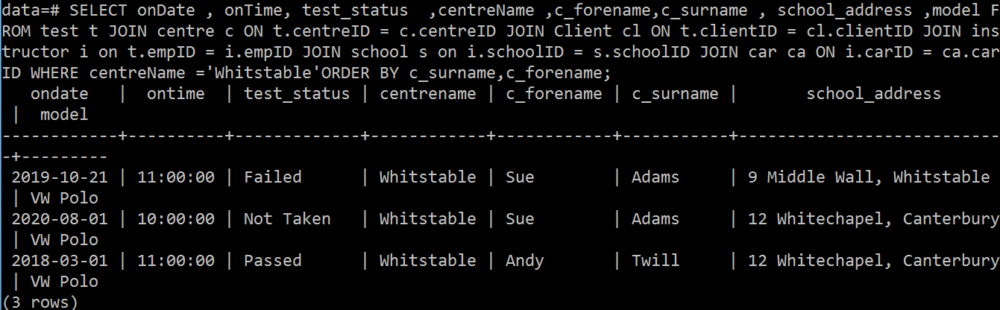 data=# SELECT onDate , onTime, test_status  ,centreName ,c_forename,c_surname , school_address ,model F
ROM test t JOIN centre c ON t.centreID = c.centreID JOIN Client cl ON t.clientID = cl.clientID JOIN ins
tructor i on t.empID = i.empID JOIN school s on i.schoolID = s.schoolID JOIN car ca ON i.carID = ca.car
ID WHERE centreName ='Whitstable'ORDER BY c_surname,c_forename;
   ondate   |  ontime  | test_status | centrename | c_forename | c_surname |       school_address
 |  model
------------+----------+-------------+------------+------------+-----------+---------------------------
-+---------
 2019-10-21 | 11:00:00 | Failed      | Whitstable | Sue        | Adams     | 9 Middle Wall, Whitstable
 | VW Polo
 2020-08-01 | 10:00:00 | Not Taken   | Whitstable | Sue        | Adams     | 12 Whitechapel, Canterbury
 | VW Polo
 2018-03-01 | 11:00:00 | Passed      | Whitstable | Andy       | Twill     | 12 Whitechapel, Canterbury
 | VW Polo
(3 rows)